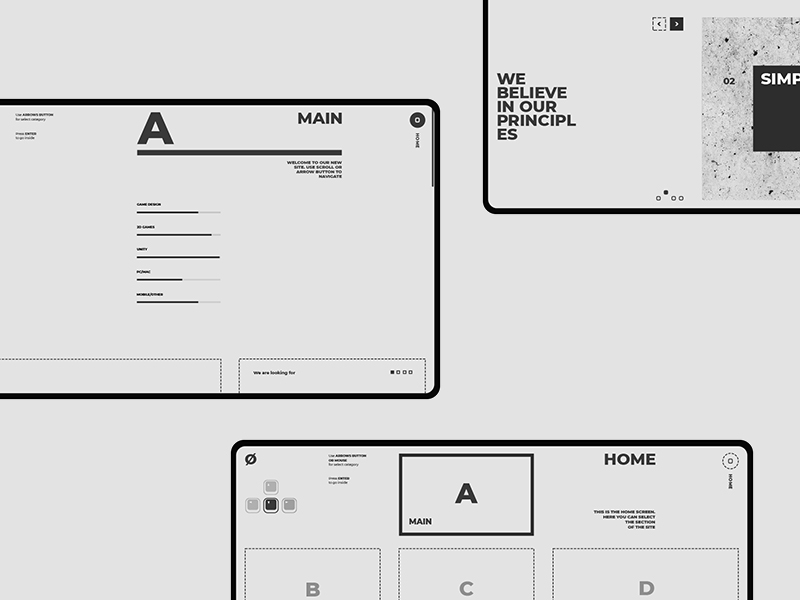 WE
BELIEVE
IN OUR
PRINCIPL
ES
02
SIMP
Use ARROWS BUTTON
for select category
Press ENTER
to go inside
A
MAIN
HOME
WELCOME TO OUR NEW
SITE. USE SCROLL OR
ARROW BUTTON TO
NAVIGATE
GAME DESIGN
3D GAMES
UNITY
PC/MAC
MOBILE/OTHER
We are looking for
Ø
Use ARROWS BUTTON
OR MOUSE
for select category
Press ENTER
to go inside
A
MAIN
HOME
HOME
THIS IS THE HOME SCREEN.
HERE YOU CAN SELECT
THE SECTION
OF THE SITE
B
C
D